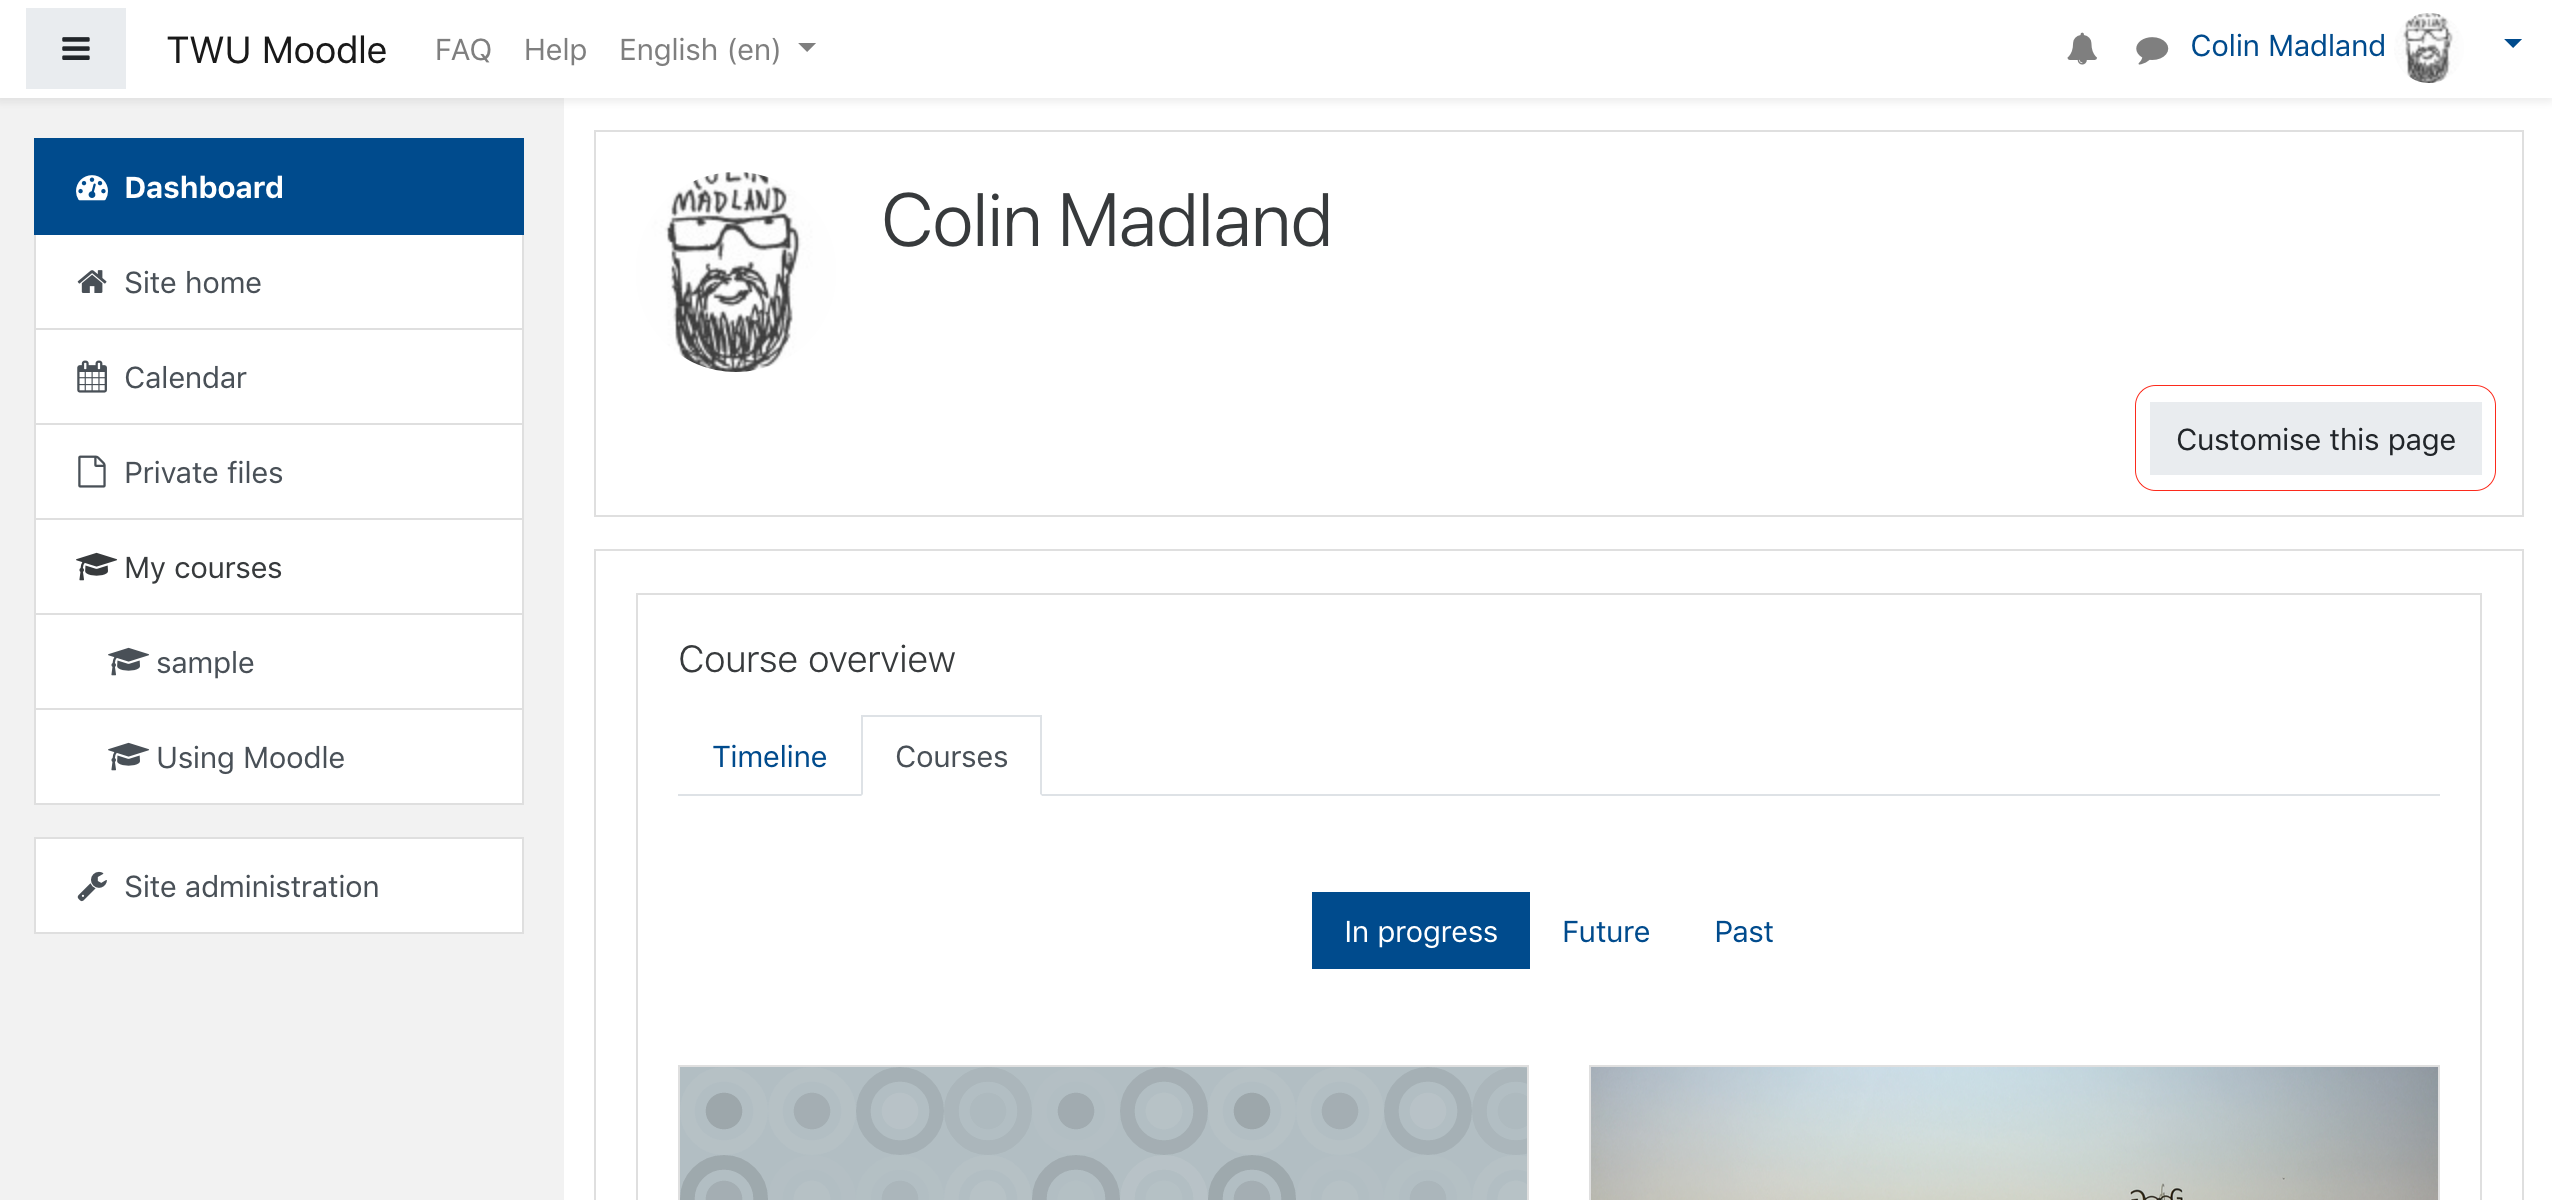 TWU Moodle FAQ Help English (en) Colin Madland
Dashboard
Site home
Calendar
Private files
My courses
sample
Using Moodle
Site administration
MADLAND
Colin Madland
Customise this page
Course overview
Timeline Courses
In progress Future Past